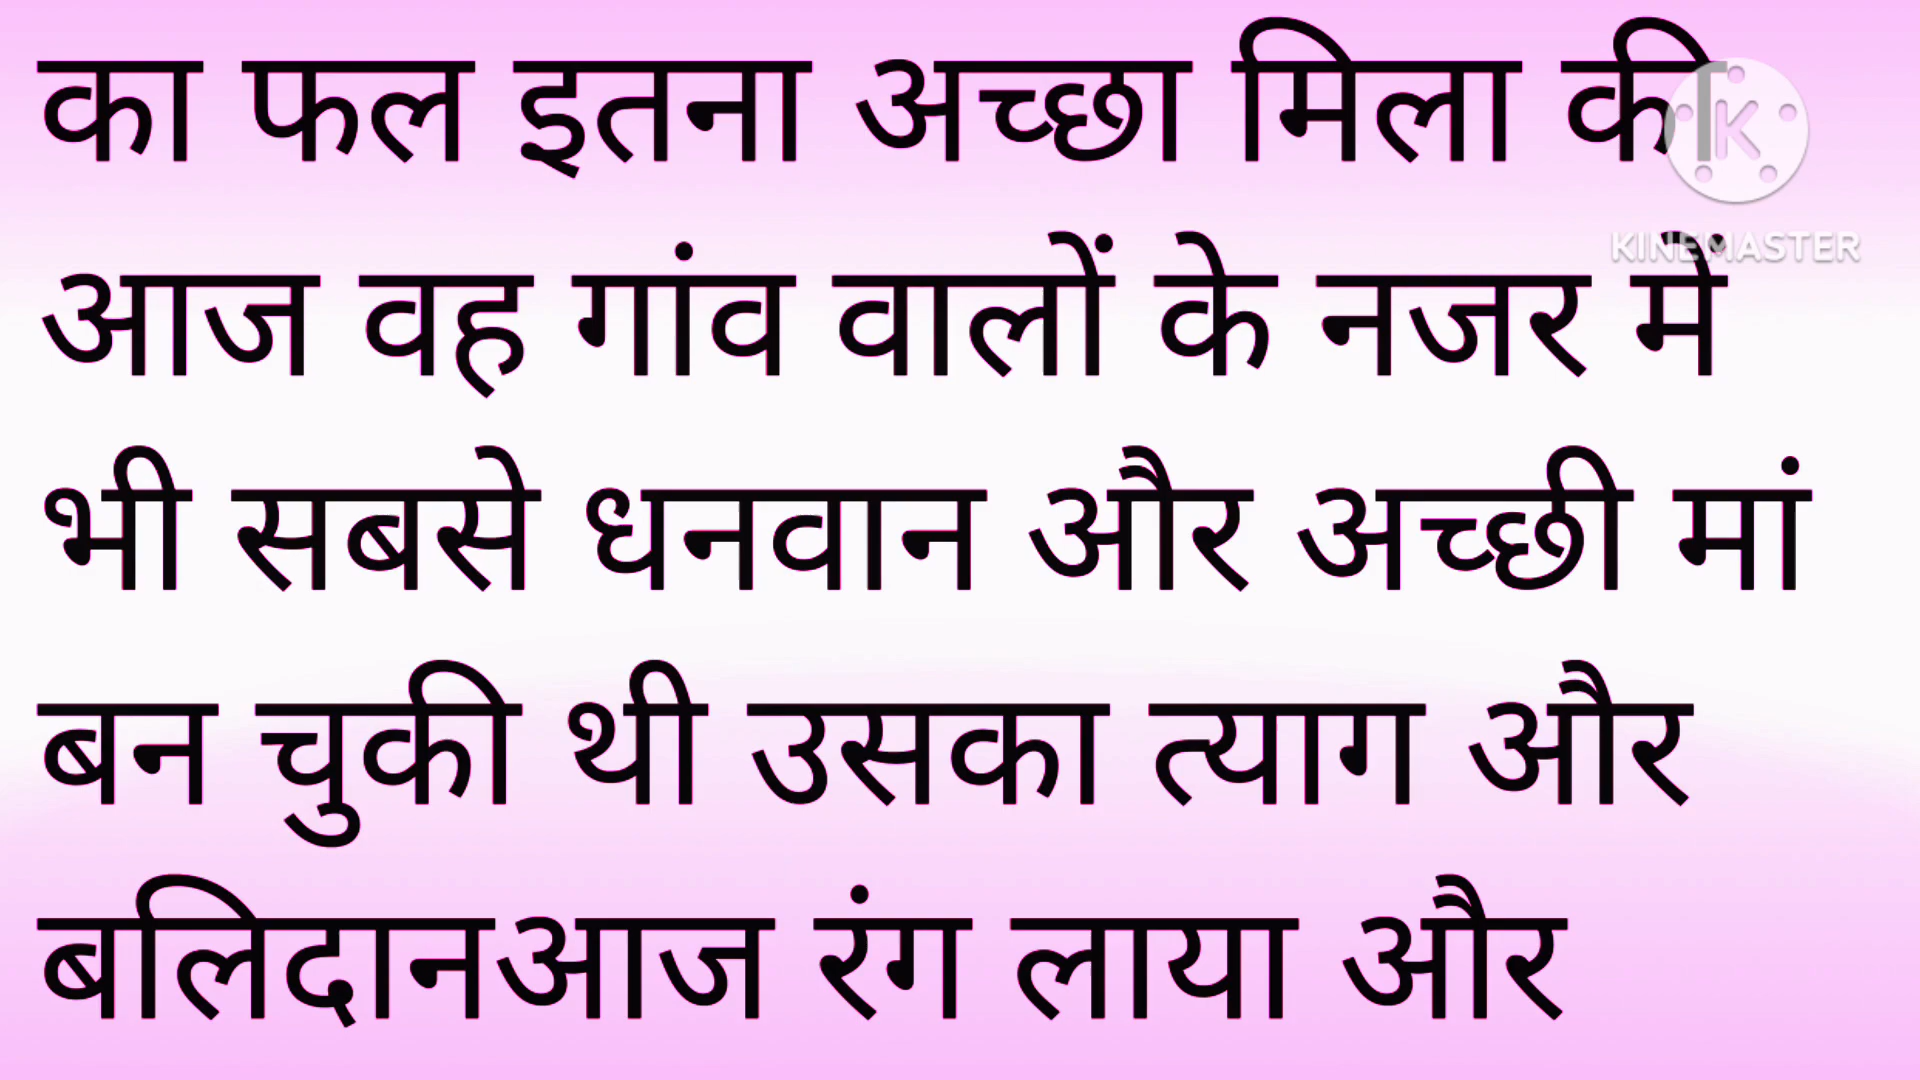 का फल इतना अच्छा मिला की
KINEMASTER
आज वह गांव वालों के नजर में
भी सबसे धनवान और अच्छी मां
बन चुकी थी उसका त्याग और
बलिदानआज रंग लाया और